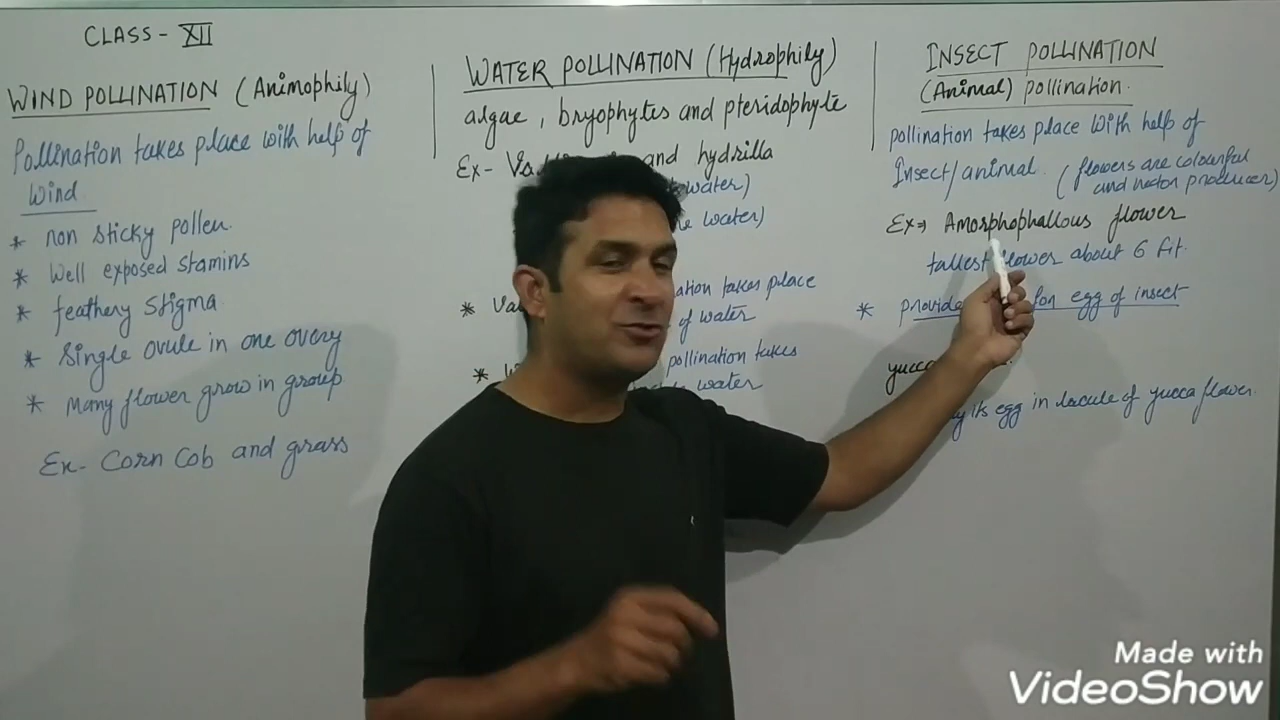 CLASS - XII
WIND POLLINATION (Animophily)
Pollination takes place with help of
Wind
* non sticky pollen.
* Well exposed stamins
* feathery stigma
* Single ovule in one overy
* Many flower grow in group
Ex- Corn Cob and grass
WATER POLLINATION (Hydrophily)
algae, bryophytes and pteridophyte
Ex- and hydrilla
water)
water)
* ation takes place
of water
* pollination takes
water
INSECT POLLINATION
(Animal) pollination.
pollination takes place With help of
Insect/animal. (flowers are colourful
and nector producer)
Ex⇒ Amorphophallous flower
tallest flower about 6 fit.
* provide for egg of insect
yucca
its egg in locule of yucca flower.
Made with
VideoShow